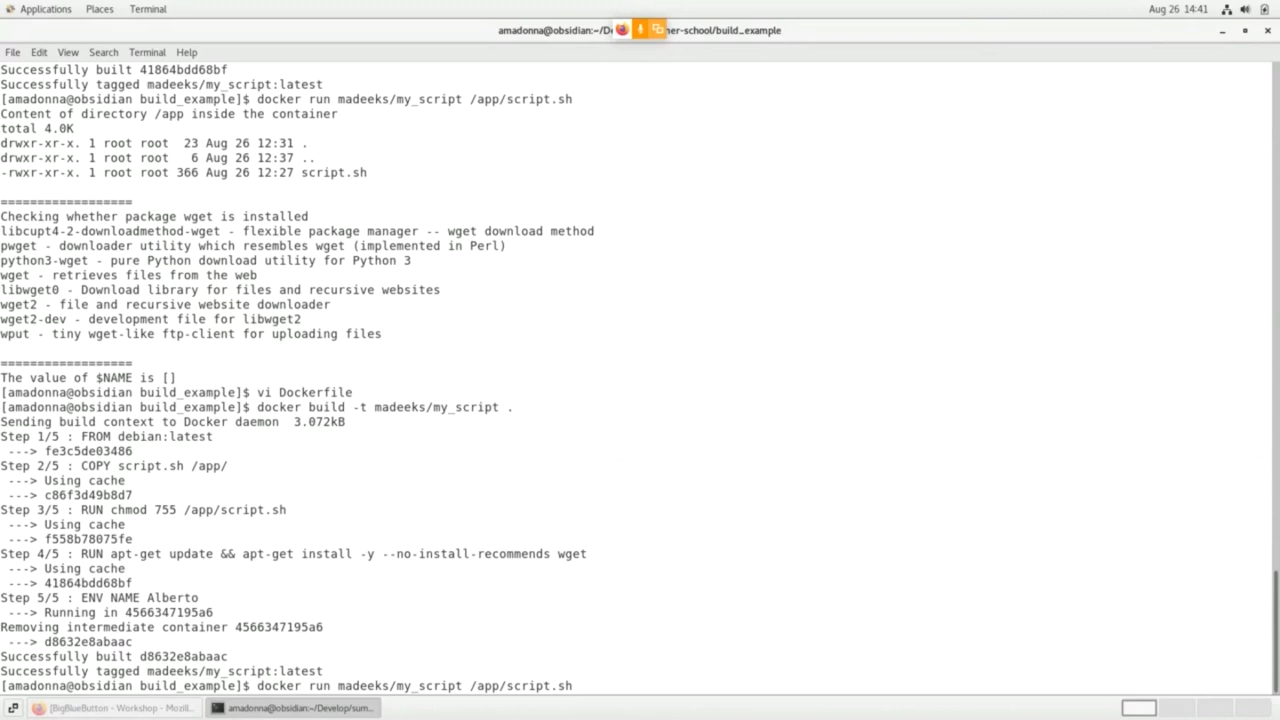 Applications Places Terminal Aug 26 14:41
amadonna@obsidian:~/De ner-school/build_example
File Edit View Search Terminal Help
Successfully built 41864bdd68bf
Successfully tagged madeeks/my_script:latest
[amadonna@obsidian build_example]$ docker run madeeks/my_script /app/script.sh
Content of directory /app inside the container
total 4.0K
drwxr-xr-x. 1 root root  23 Aug 26 12:31 .
drwxr-xr-x. 1 root root   6 Aug 26 12:37 ..
-rwxr-xr-x. 1 root root 366 Aug 26 12:27 script.sh
==================
Checking whether package wget is installed
libcupt4-2-downloadmethod-wget - flexible package manager -- wget download method
pwget - downloader utility which resembles wget (implemented in Perl)
python3-wget - pure Python download utility for Python 3
wget - retrieves files from the web
libwget0 - Download library for files and recursive websites
wget2 - file and recursive website downloader
wget2-dev - development file for libwget2
wput - tiny wget-like ftp-client for uploading files
==================
The value of $NAME is []
[amadonna@obsidian build_example]$ vi Dockerfile
[amadonna@obsidian build_example]$ docker build -t madeeks/my_script .
Sending build context to Docker daemon  3.072kB
Step 1/5 : FROM debian:latest
 ---> fe3c5de03486
Step 2/5 : COPY script.sh /app/
 ---> Using cache
 ---> c86f3d49b8d7
Step 3/5 : RUN chmod 755 /app/script.sh
 ---> Using cache
 ---> f558b78075fe
Step 4/5 : RUN apt-get update && apt-get install -y --no-install-recommends wget
 ---> Using cache
 ---> 41864bdd68bf
Step 5/5 : ENV NAME Alberto
 ---> Running in 4566347195a6
Removing intermediate container 4566347195a6
 ---> d8632e8abaac
Successfully built d8632e8abaac
Successfully tagged madeeks/my_script:latest
[amadonna@obsidian build_example]$ docker run madeeks/my_script /app/script.sh
[BigBlueButton - Workshop - Mozill... amadonna@obsidian:~/Develop/sum...